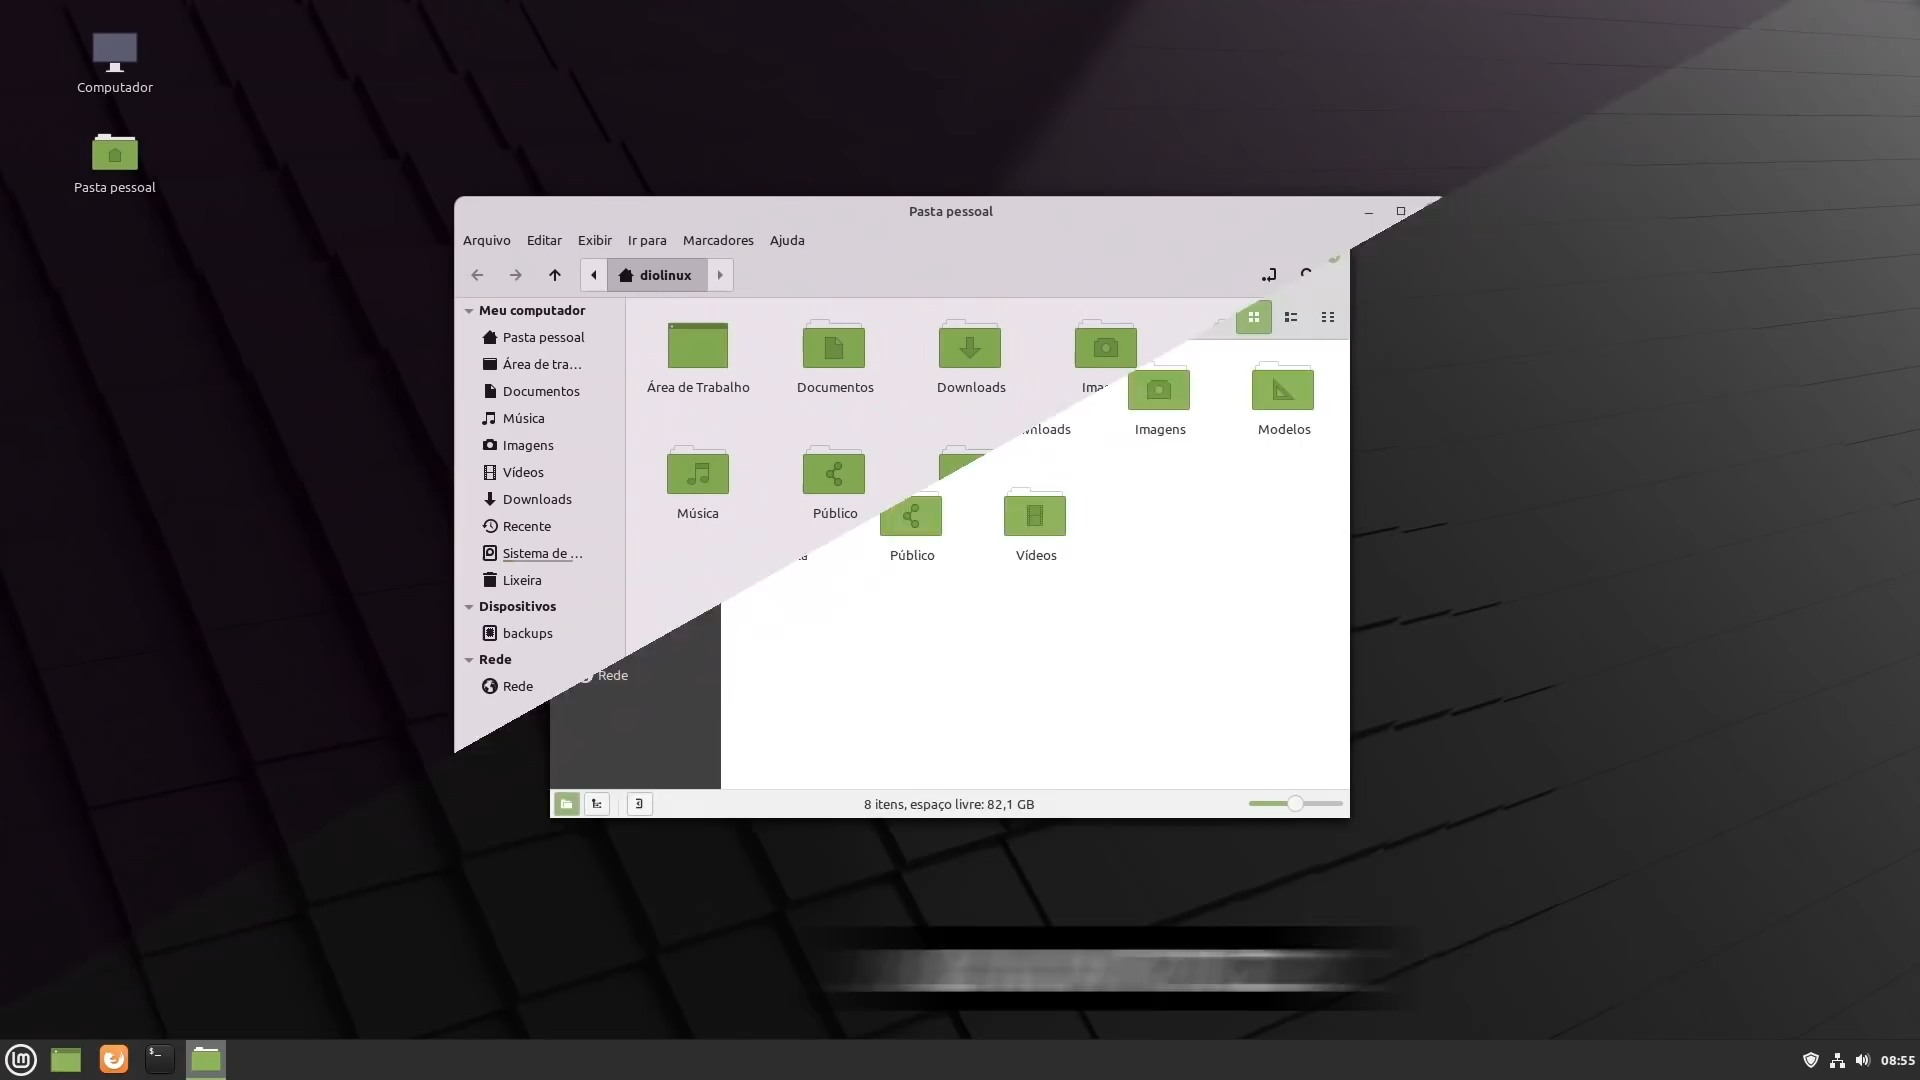 Computador
Pasta pessoal
Pasta pessoal
Arquivo Editar Exibir Ir para Marcadores Ajuda
diolinux
Meu computador
Pasta pessoal
Área de tra...
Documentos
Música
Imagens
Vídeos
Downloads
Recente
Sistema de ...
Lixeira
Dispositivos
backups
Rede
Rede
Rede
Área de Trabalho
Documentos
Downloads
Imagens
Modelos
Música
Público
Público
Vídeos
8 itens, espaço livre: 82,1 GB
08:55